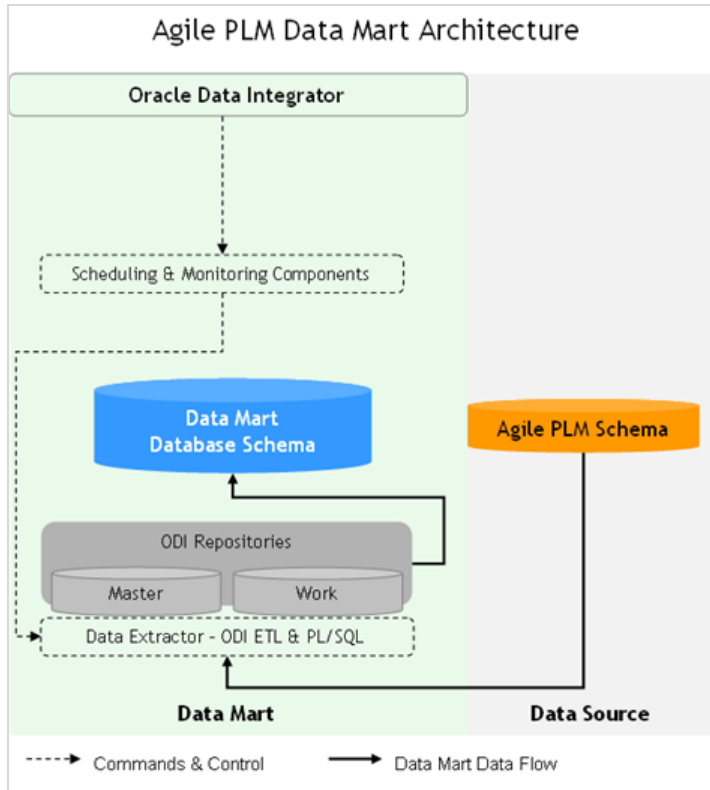 Agile PLM Data Mart Architecture
Oracle Data Integrator
Scheduling & Monitoring Components
Data Mart
Database Schema
Agile PLM Schema
ODI Repositories
Master
Work
Data Extractor - ODI ETL & PL/SQL
Data Mart
Data Source
Commands & Control
Data Mart Data Flow